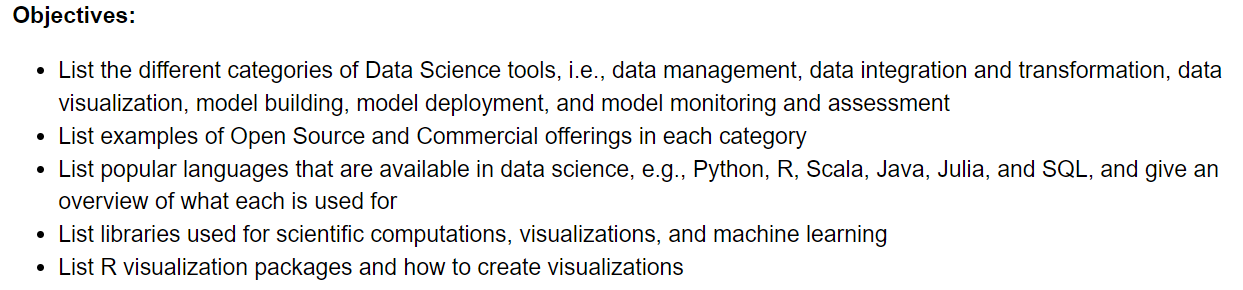 Objectives:
• List the different categories of Data Science tools, i.e., data management, data integration and transformation, data
visualization, model building, model deployment, and model monitoring and assessment
• List examples of Open Source and Commercial offerings in each category
• List popular languages that are available in data science, e.g., Python, R, Scala, Java, Julia, and SQL, and give an
overview of what each is used for
• List libraries used for scientific computations, visualizations, and machine learning
• List R visualization packages and how to create visualizations